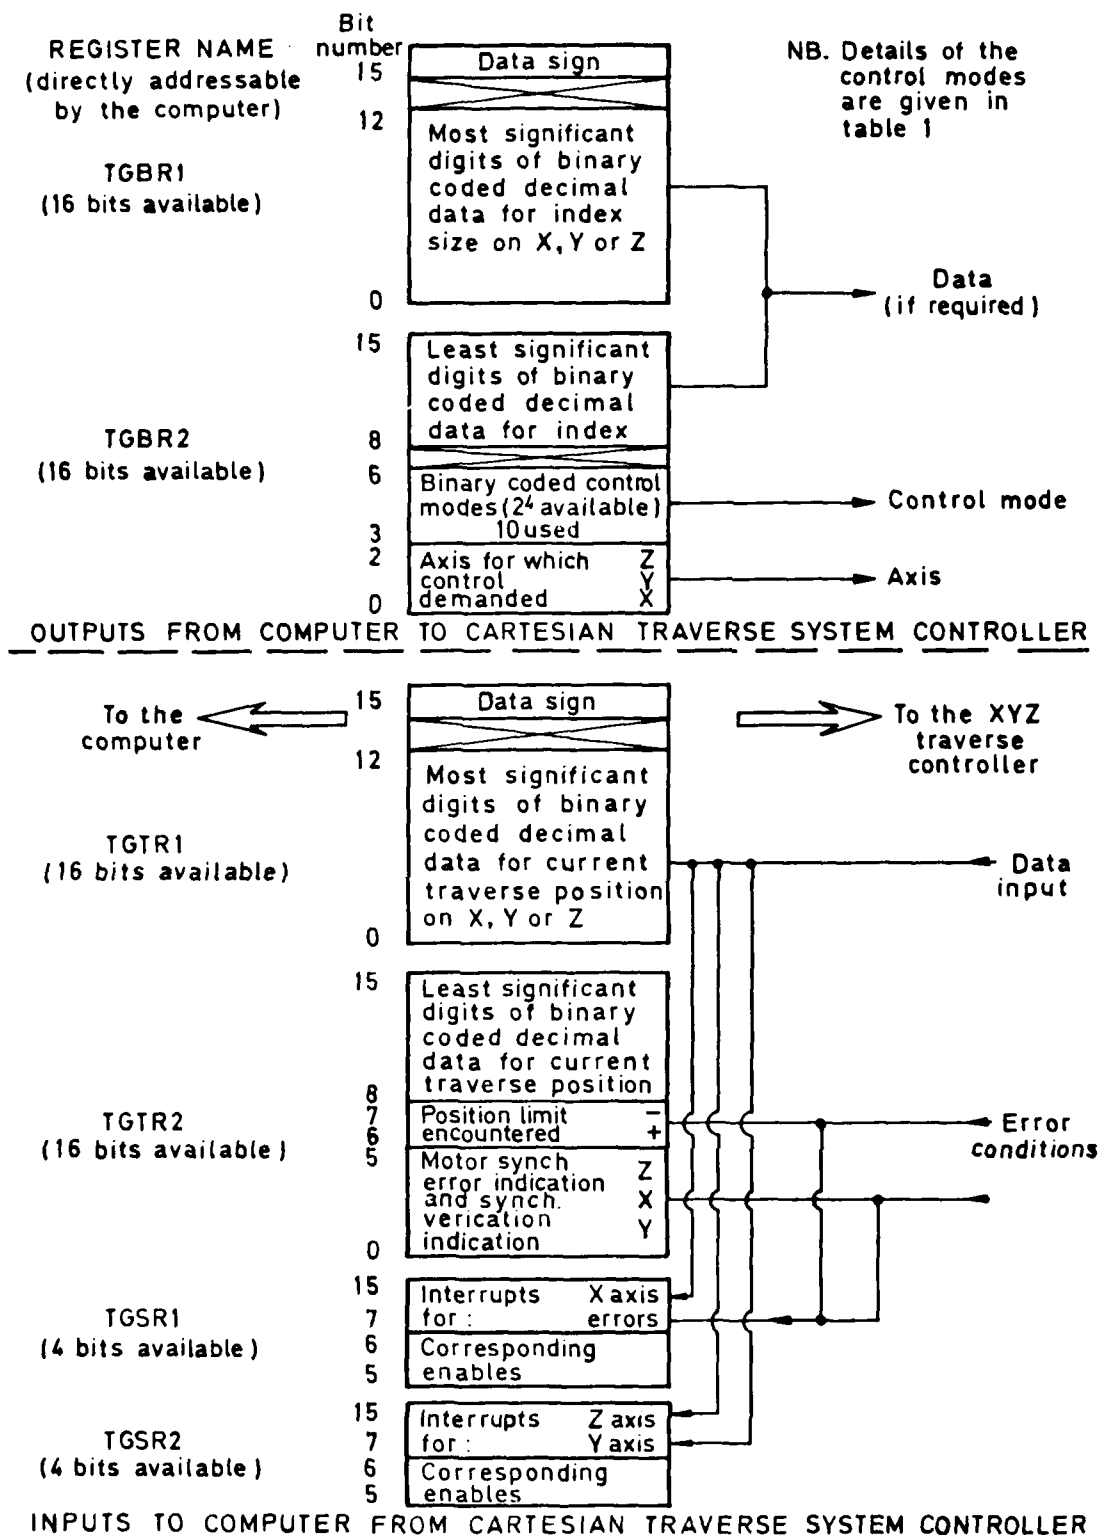 Bit
number
REGISTER NAME
(directly addressable
by the computer)
NB. Details of the
control modes
are given in
table 1
TGBR1
(16 bits available)
15
12
0
Data sign
Most significant
digits of binary
coded decimal
data for index
size on X, Y or Z
Data
(if required)
TGBR2
(16 bits available)
15
8
6
3
2
0
Least significant
digits of binary
coded decimal
data for index
Binary coded control
modes (2⁴ available)
10 used
Axis for which Z
control Y
demanded X
Control mode
Axis
OUTPUTS FROM COMPUTER TO CARTESIAN TRAVERSE SYSTEM CONTROLLER
To the
computer
To the XYZ
traverse
controller
TGTR1
(16 bits available)
15
12
0
Data sign
Most significant
digits of binary
coded decimal
data for current
traverse position
on X, Y or Z
Data
input
TGTR2
(16 bits available)
15
8
7
6
5
0
Least significant
digits of binary
coded decimal
data for current
traverse position
Position limit −
encountered +
Motor synch
error indication Z
and synch. X
verication Y
indication
Error
conditions
TGSR1
(4 bits available)
15
7
6
5
Interrupts X axis
for : errors
Corresponding
enables
TGSR2
(4 bits available)
15
7
6
5
Interrupts Z axis
for : Y axis
Corresponding
enables
INPUTS TO COMPUTER FROM CARTESIAN TRAVERSE SYSTEM CONTROLLER